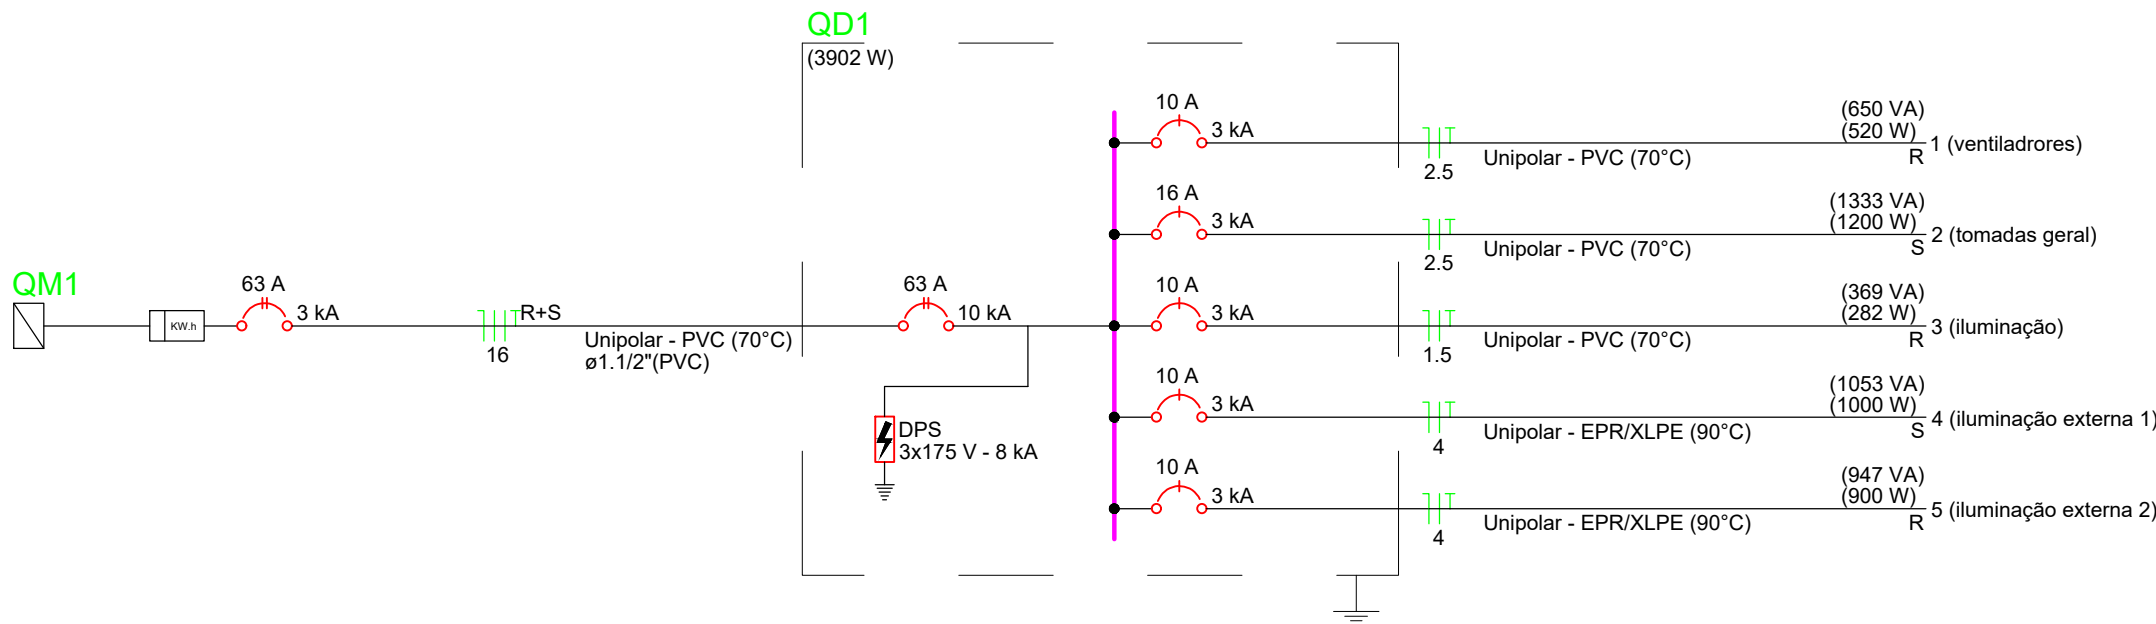 QD1
(3902 W)
10 A
3 kA
2.5
Unipolar - PVC (70°C)
(650 VA)
(520 W)
R
1 (ventiladrores)
16 A
3 kA
2.5
Unipolar - PVC (70°C)
(1333 VA)
(1200 W)
S
2 (tomadas geral)
QM1
KW.h
63 A
3 kA
R+S
16
Unipolar - PVC (70°C)
ø1.1/2"(PVC)
63 A
10 kA
10 A
3 kA
1.5
Unipolar - PVC (70°C)
(369 VA)
(282 W)
R
3 (iluminação)
DPS
3x175 V - 8 kA
10 A
3 kA
4
Unipolar - EPR/XLPE (90°C)
(1053 VA)
(1000 W)
S
4 (iluminação externa 1)
10 A
3 kA
4
Unipolar - EPR/XLPE (90°C)
(947 VA)
(900 W)
R
5 (iluminação externa 2)